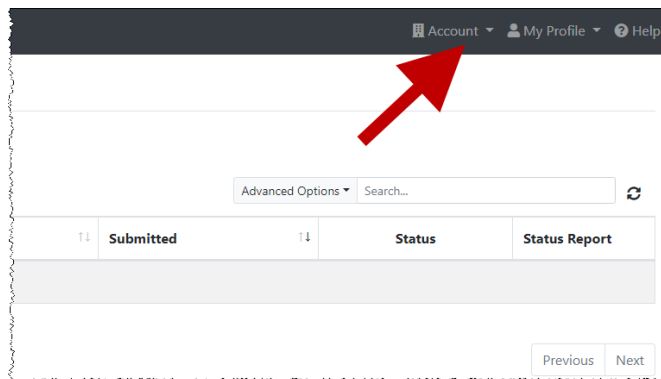 Account My Profile Help
Advanced Options Search...
Submitted Status Status Report
Previous Next